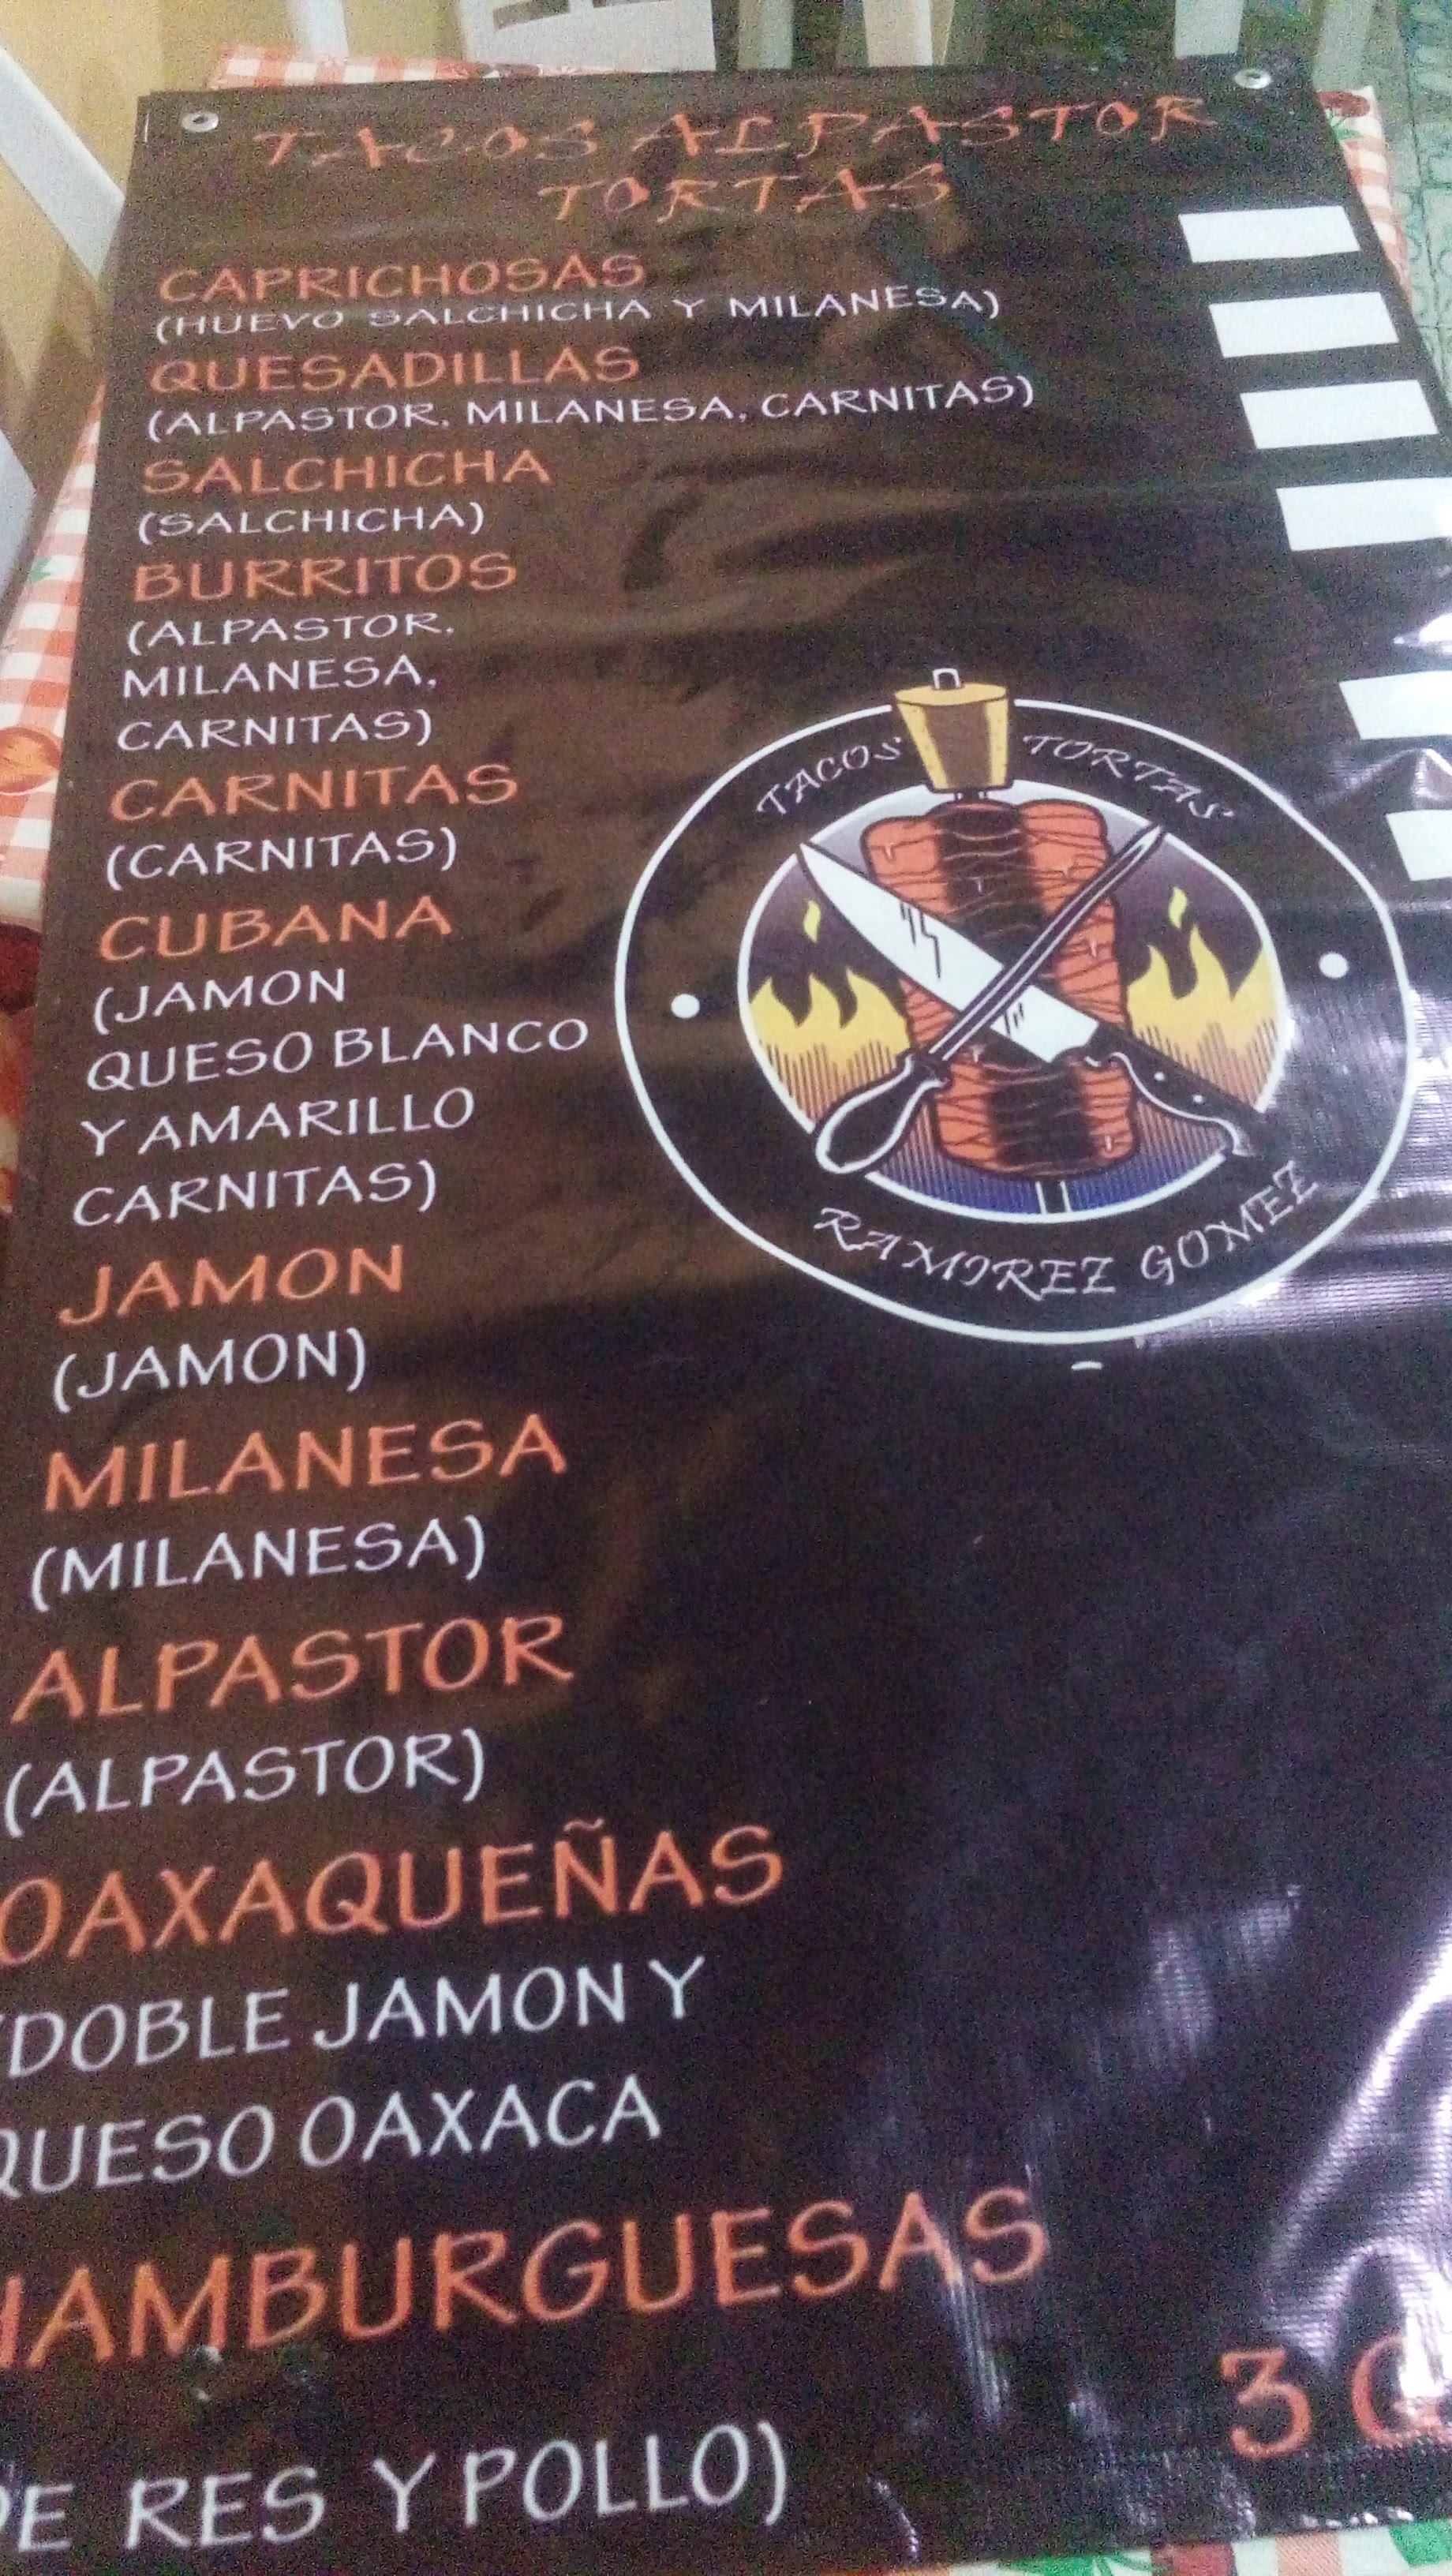 TACOS ALPASTOR
TORTAS
CAPRICHOSAS
(HUEVO SALCHICHA Y MILANESA)
QUESADILLAS
(ALPASTOR, MILANESA, CARNITAS)
SALCHICHA
(SALCHICHA)
BURRITOS
(ALPASTOR,
MILANESA,
CARNITAS)
CARNITAS
(CARNITAS)
CUBANA
(JAMON
QUESO BLANCO
Y AMARILLO
CARNITAS)
JAMON
(JAMON)
MILANESA
(MILANESA)
ALPASTOR
(ALPASTOR)
OAXAQUEÑAS
(DOBLE JAMON Y
QUESO OAXACA
HAMBURGUESAS
DE RES Y POLLO)
TACOS TORTAS
RAMIREZ GOMEZ
3